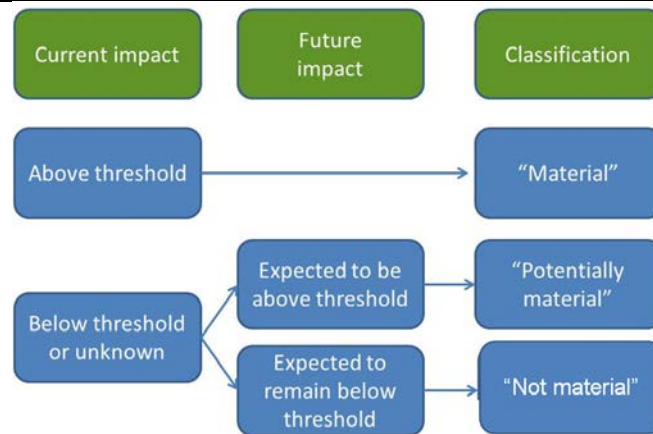 Current impact
Future
impact
Classification
Above threshold
“Material”
Below threshold
or unknown
Expected to be
above threshold
“Potentially
material”
Expected to
remain below
threshold
“Not material”